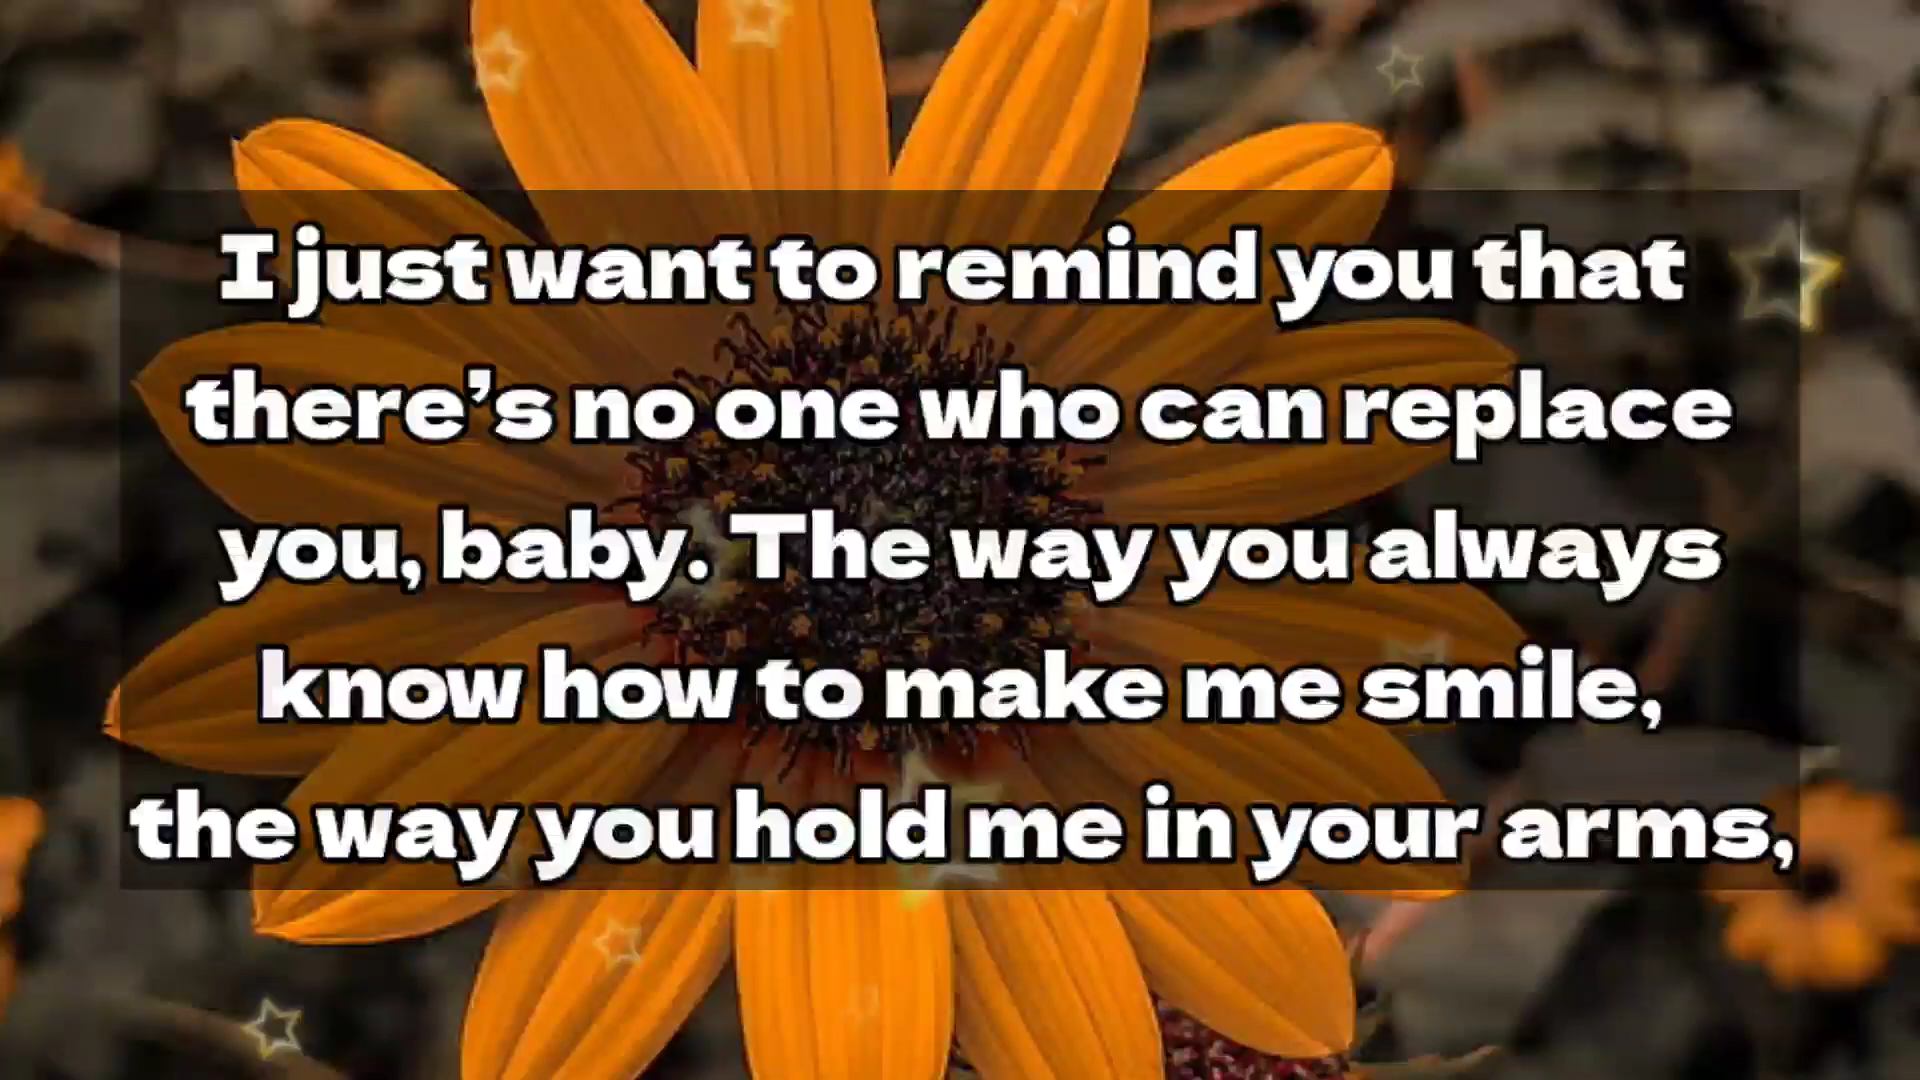 I just want to remind you that
there’s no one who can replace
you, baby. The way you always
know how to make me smile,
the way you hold me in your arms,